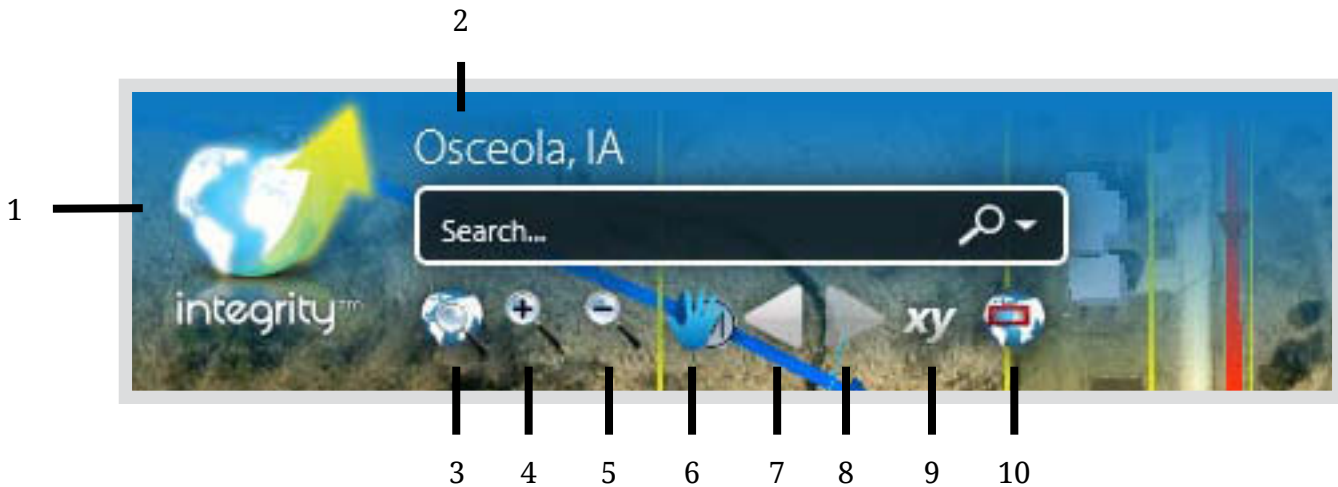 2
Osceola, IA
1
Search...
integrity™
xy
3 4 5 6 7 8 9 10